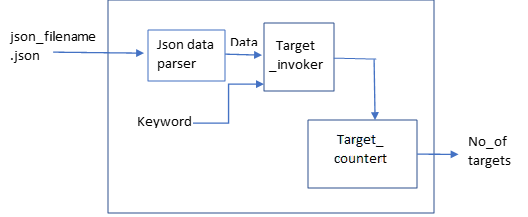 json_filename
.json
Json data
parser
Data
Target
_invoker
Keyword
Target_
countert
No_of
targets